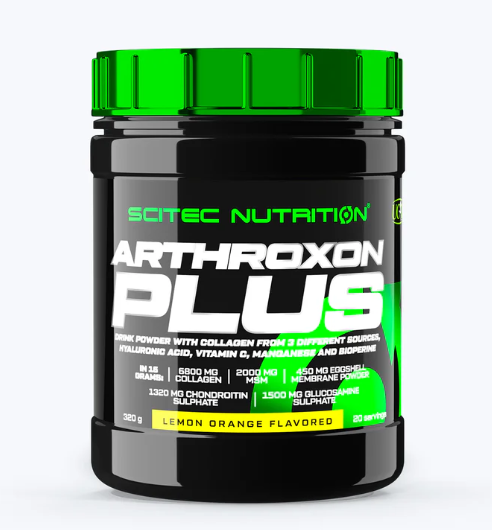 SCITEC NUTRITION
ARTHROXON
PLUS
DRINK POWDER WITH COLLAGEN FROM 3 DIFFERENT SOURCES,
HYALURONIC ACID, VITAMIN C, MANGANESE AND BIOPERINE
IN 16 GRAMS: | 6800 MG COLLAGEN | 2000 MG MSM | 450 MG EGGSHELL MEMBRANE POWDER
1320 MG CHONDROITIN SULPHATE | 1500 MG GLUCOSAMINE SULPHATE
320 g LEMON ORANGE FLAVORED 20 servings